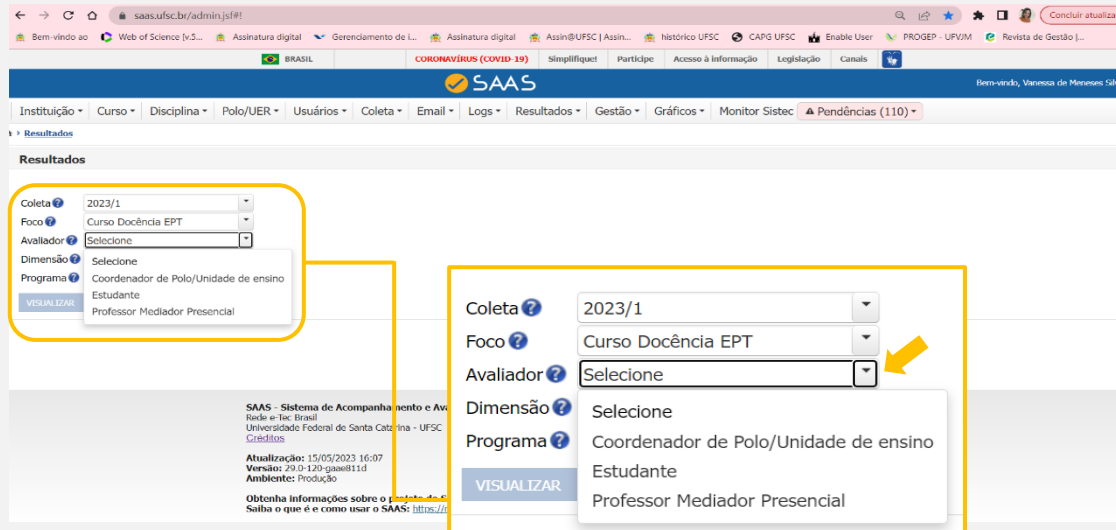 saas.ufsc.br/admin.jsf#!
Concluir atualiza
Bem-vindo ao
Web of Science [v.5...
Assinatura digital
Gerenciamento de i...
Assinatura digital
Assin@UFSC | Assin...
histórico UFSC
CAPG UFSC
Enable User
PROGEP - UFVJM
Revista de Gestão |...
BRASIL
CORONAVÍRUS (COVID-19)
Simplifique!
Participe
Acesso à informação
Legislação
Canais
SAAS
Bem-vindo, Vanessa de Meneses Sil
Instituição
Curso
Disciplina
Polo/UER
Usuários
Coleta
Email
Logs
Resultados
Gestão
Gráficos
Monitor Sistec
Pendências (110)
Resultados
Resultados
Coleta ? 2023/1
Foco ? Curso Docência EPT
Avaliador ? Selecione
Dimensão ? Selecione
Programa ? Coordenador de Polo/Unidade de ensino
Estudante
VISUALIZAR Professor Mediador Presencial
Coleta ? 2023/1
Foco ? Curso Docência EPT
Avaliador ? Selecione
Dimensão ? Selecione
Programa ? Coordenador de Polo/Unidade de ensino
Estudante
VISUALIZAR Professor Mediador Presencial
SAAS - Sistema de Acompanhamento e Ava
Rede e-Tec Brasil
Universidade Federal de Santa Catarina - UFSC
Créditos
Atualização: 15/05/2023 16:07
Versão: 29.0-120-gaae811d
Ambiente: Produção
Obtenha informações sobre o projeto do S
Saiba o que é e como usar o SAAS: https://